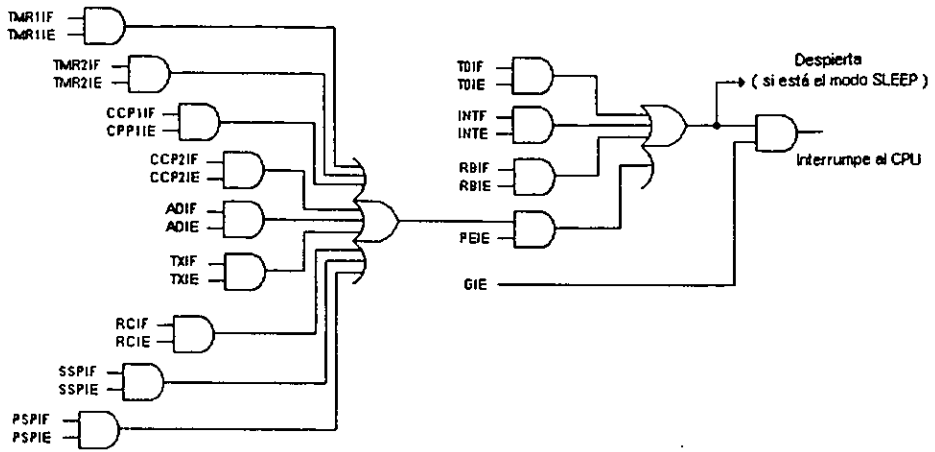 TMR1IF
TMR1IE
TMR2IF
TMR2IE
CCP1IF
CPP1IE
CCP2IF
CCP2IE
ADIF
ADIE
TXIF
TXIE
RCIF
RCIE
SSPIF
SSPIE
PSPIF
PSPIE
T0IF
T0IE
INTF
INTE
RBIF
RBIE
PEIE
GIE
Despierta
( si está el modo SLEEP )
Interrumpe al CPU